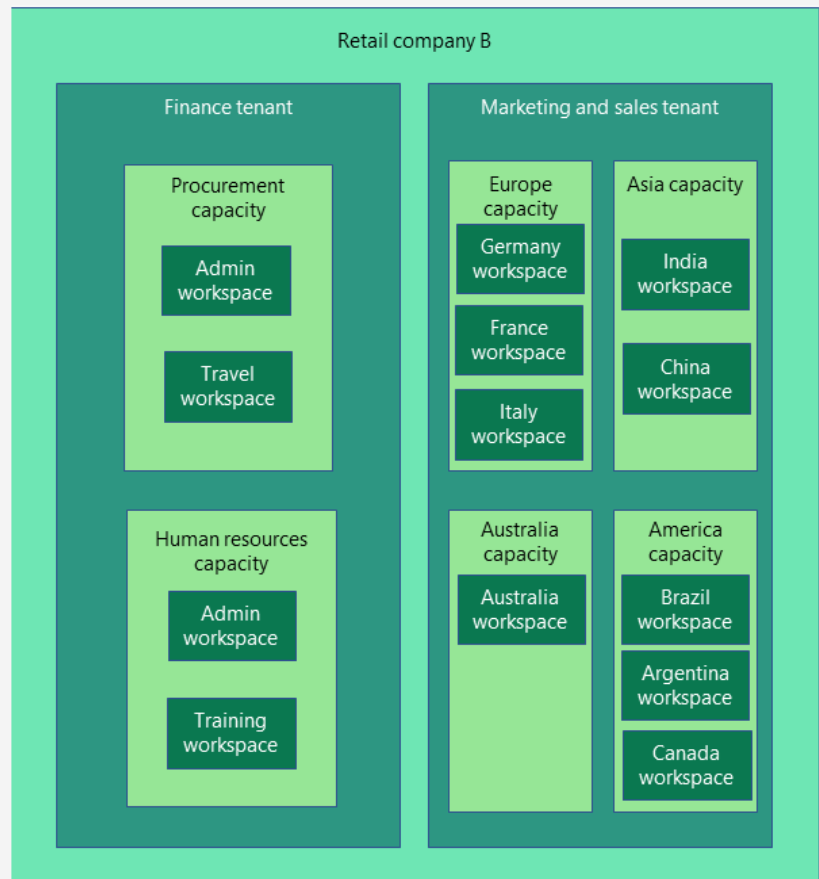 Retail company B
Finance tenant
Procurement
capacity
Admin
workspace
Travel
workspace
Human resources
capacity
Admin
workspace
Training
workspace
Marketing and sales tenant
Europe
capacity
Germany
workspace
France
workspace
Italy
workspace
Asia capacity
India
workspace
China
workspace
Australia
capacity
Australia
workspace
America
capacity
Brazil
workspace
Argentina
workspace
Canada
workspace